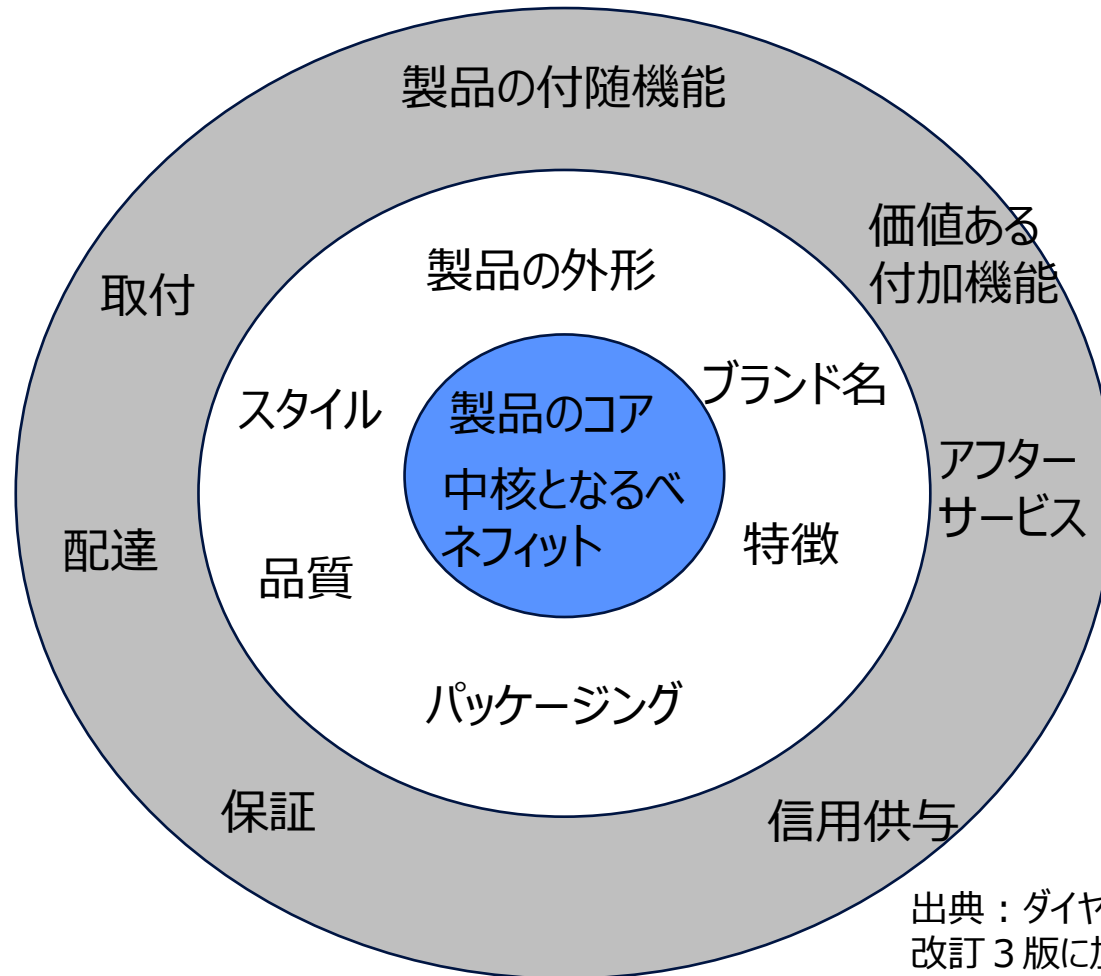 製品の付随機能
価値ある
付加機能
製品の外形
取付
ブランド名
スタイル
製品のコア
アフター
サービス
中核となるベ
ネフィット
特徴
配達
品質
パッケージング
保証
信用供与
出典：ダイヤ
改訂３版に